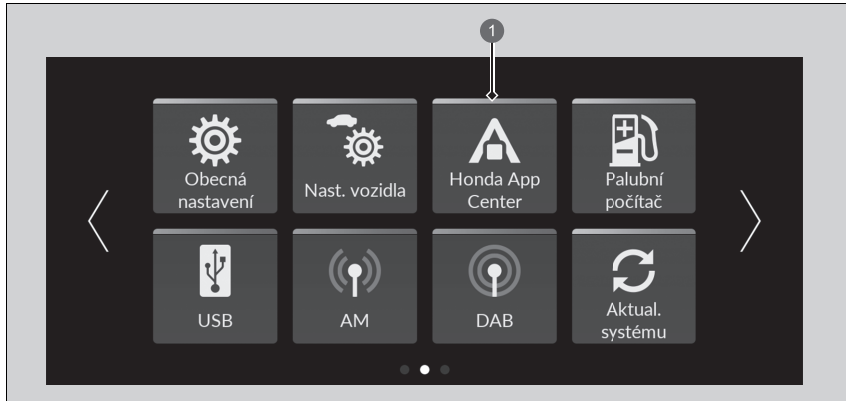 1
Obecná
nastavení
Nast. vozidla
Honda App
Center
Palubní
počítač
USB
AM
DAB
Aktual.
systému